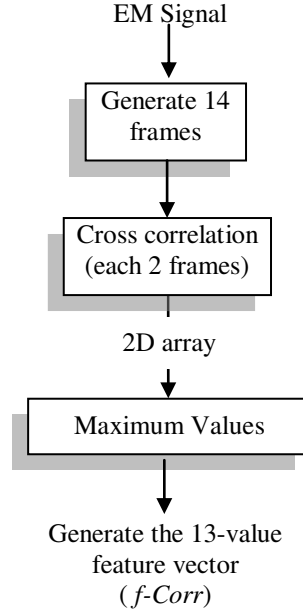 EM Signal
Generate 14
frames
Cross correlation
(each 2 frames)
2D array
Maximum Values
Generate the 13-value
feature vector
(f-Corr)